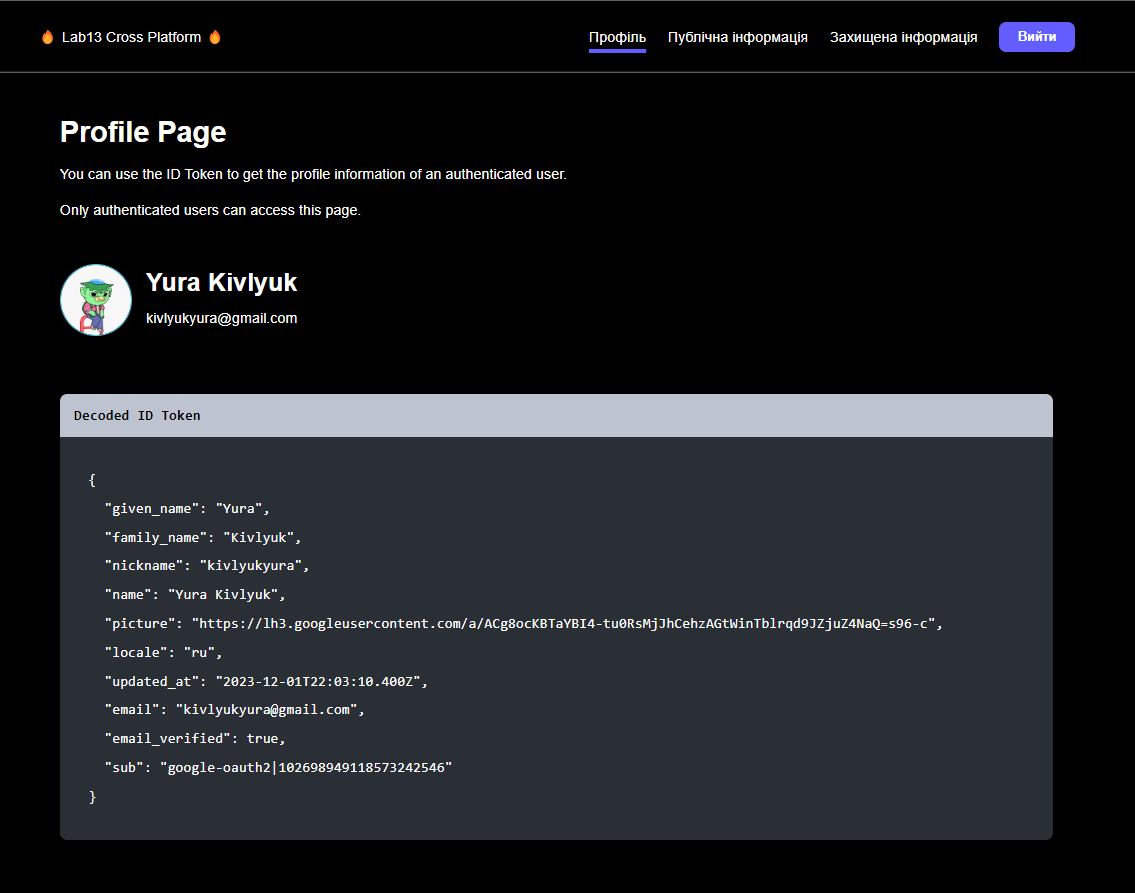 🔥 Lab13 Cross Platform 🔥 Профіль Публічна інформація Захищена інформація Вийти
Profile Page
You can use the ID Token to get the profile information of an authenticated user.
Only authenticated users can access this page.
Yura Kivlyuk
kivlyukyura@gmail.com
Decoded ID Token
{
"given_name": "Yura",
"family_name": "Kivlyuk",
"nickname": "kivlyukyura",
"name": "Yura Kivlyuk",
"picture": "https://lh3.googleusercontent.com/a/ACg8ocKBTaYBI4-tu0RsMjJhCehzAGtWinTblrqd9JZjuZ4NaQ=s96-c",
"locale": "ru",
"updated_at": "2023-12-01T22:03:10.400Z",
"email": "kivlyukyura@gmail.com",
"email_verified": true,
"sub": "google-oauth2|102698949118573242546"
}